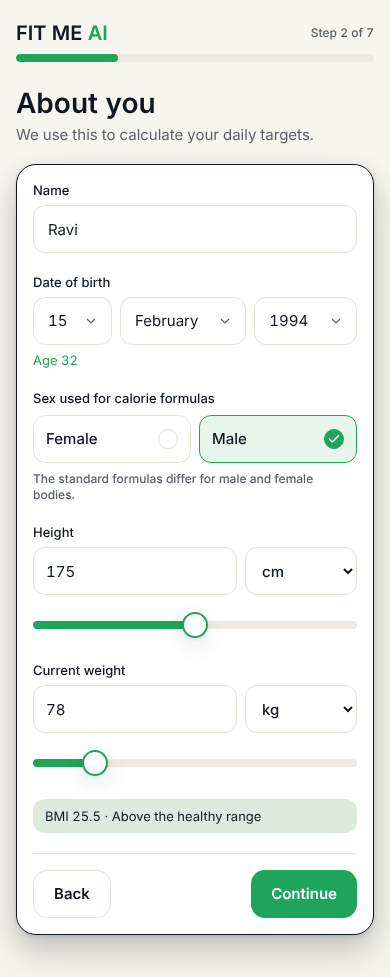 FIT ME AI
Step 2 of 7
About you
We use this to calculate your daily targets.
Name
Ravi
Date of birth
15
February
1994
Age 32
Sex used for calorie formulas
Female
Male
The standard formulas differ for male and female
bodies.
Height
175
cm
Current weight
78
kg
BMI 25.5 · Above the healthy range
Back
Continue